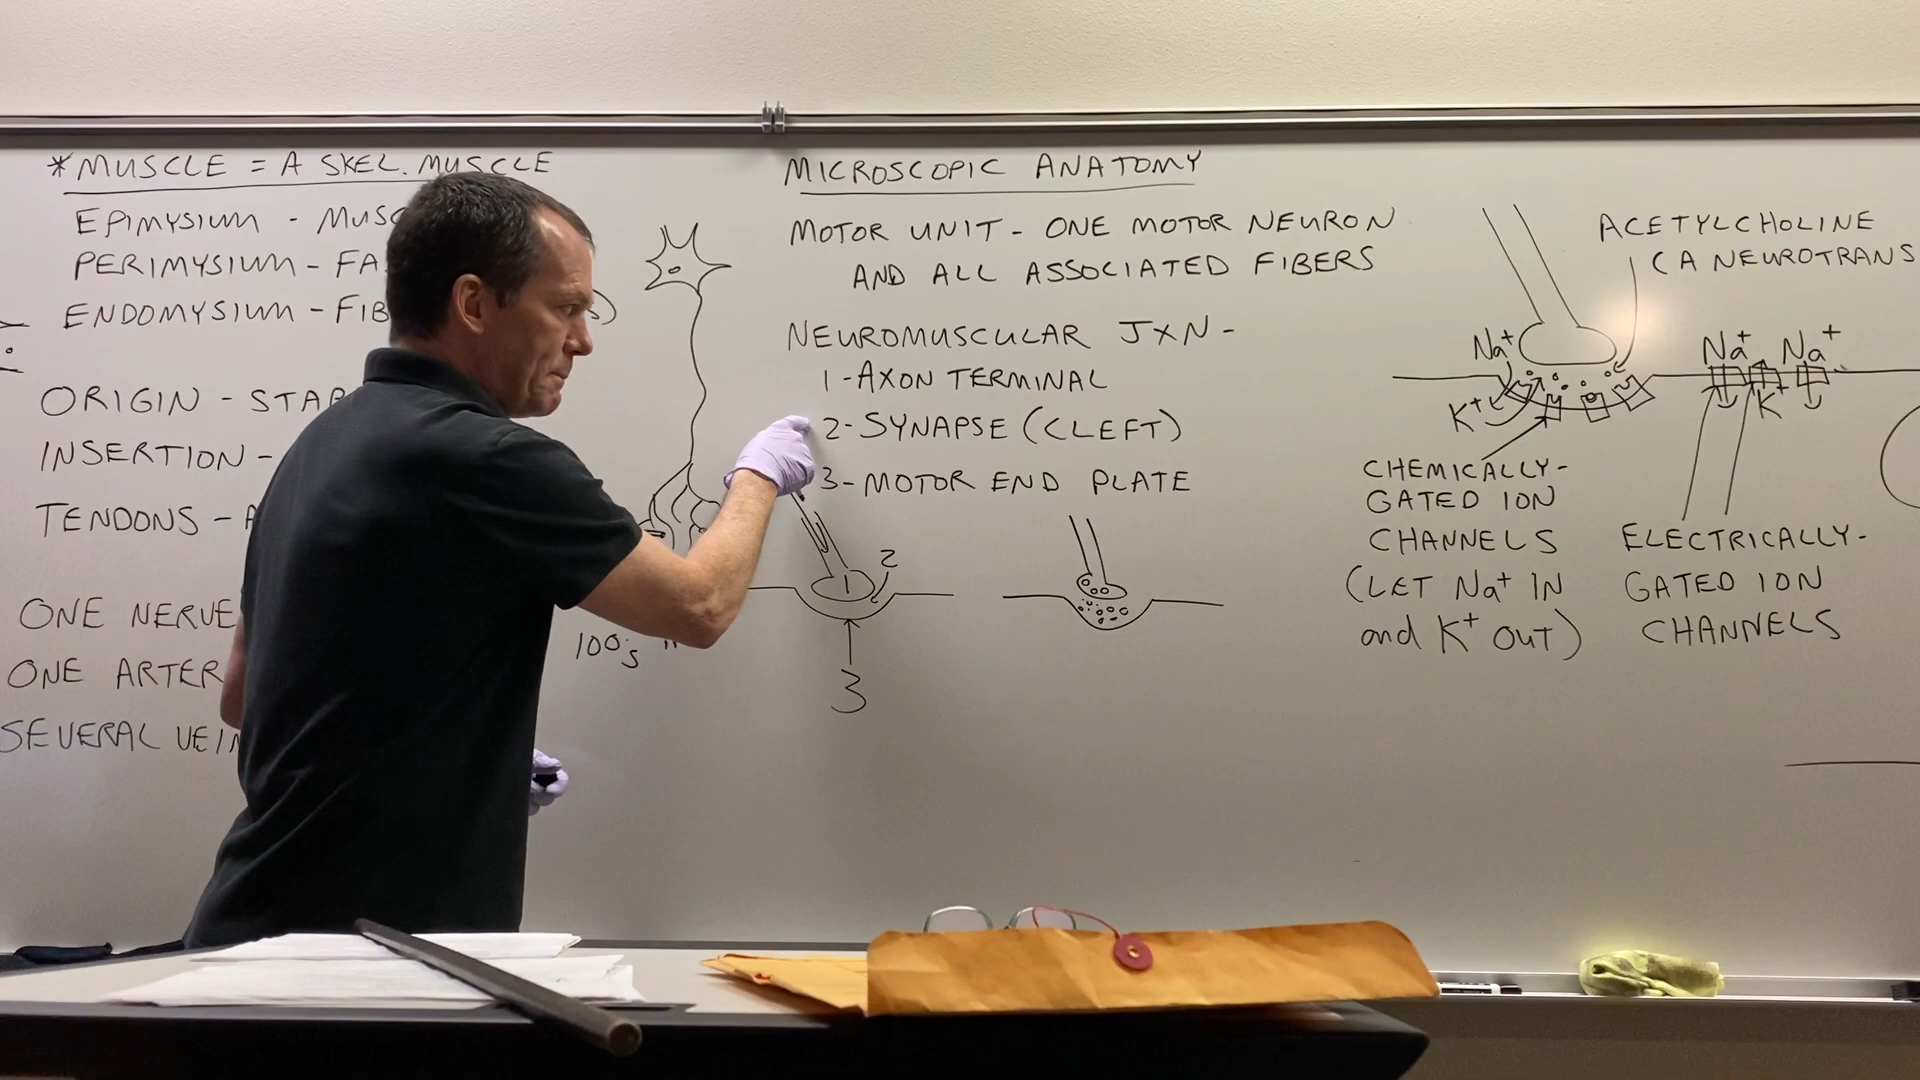 *MUSCLE = A SKEL. MUSCLE
EPIMYSIUM - MUSC
PERIMYSIUM - FA
ENDOMYSIUM - FIB
ORIGIN - STAR
INSERTION -
TENDONS - A
ONE NERVE
ONE ARTER
SEVERAL VEIN
100's
MICROSCOPIC ANATOMY
MOTOR UNIT - ONE MOTOR NEURON
AND ALL ASSOCIATED FIBERS
NEUROMUSCULAR JXN -
1 - AXON TERMINAL
2 - SYNAPSE (CLEFT)
3 - MOTOR END PLATE
1
2
3
ACETYLCHOLINE
(A NEUROTRANS
Na+
K+
Na+ Na+
K+
CHEMICALLY-
GATED ION
CHANNELS
(LET Na+ IN
and K+ OUT)
ELECTRICALLY-
GATED ION
CHANNELS